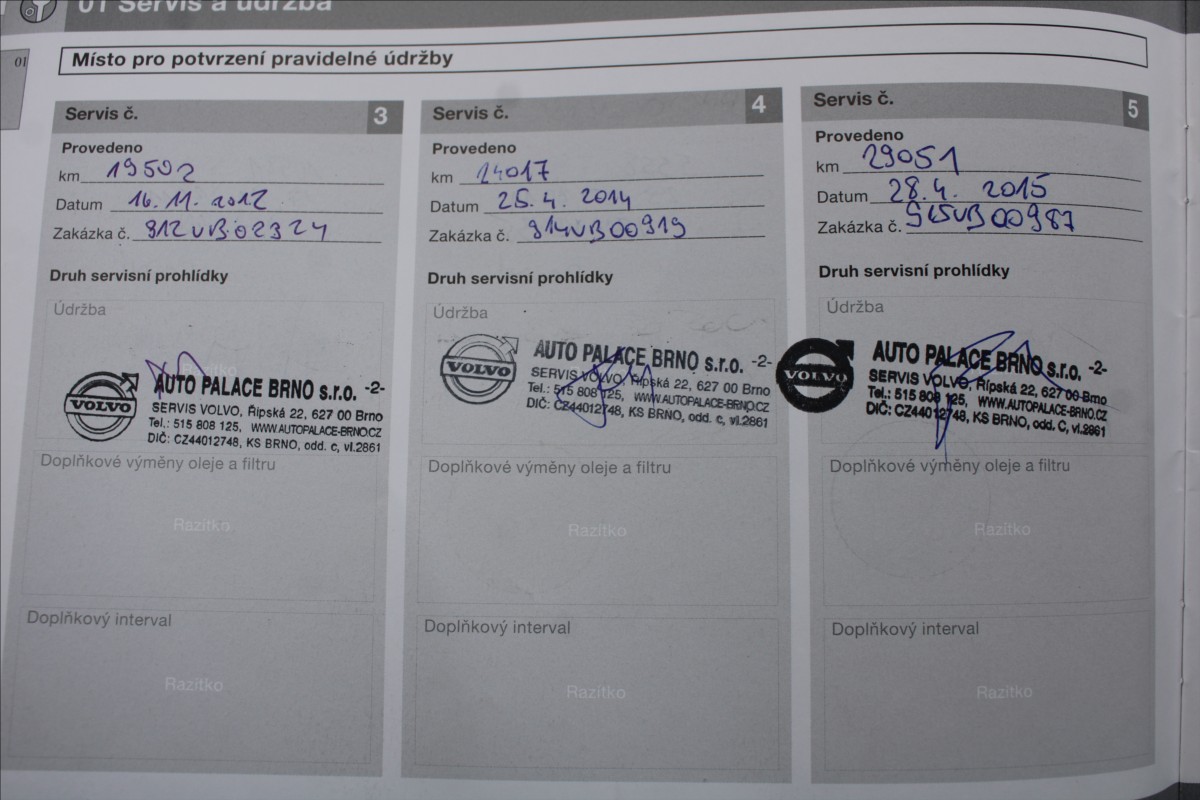 01 Servis a údržba
01
Místo pro potvrzení pravidelné údržby
Servis č. 3
Provedeno
km 19502
Datum 16.11.2012
Zakázka č. 912VB02324
Druh servisní prohlídky
Údržba
Razítko
VOLVO
AUTO PALACE BRNO s.r.o. -2-
SERVIS VOLVO, Řípská 22, 627 00 Brno
Tel.: 515 808 125, WWW.AUTOPALACE-BRNO.CZ
DIČ: CZ44012748, KS BRNO, odd. c, vl.2861
Doplňkové výměny oleje a filtru
Razítko
Doplňkový interval
Razítko
Servis č. 4
Provedeno
km 24017
Datum 25.4. 2014
Zakázka č. 914VB00919
Druh servisní prohlídky
Údržba
VOLVO
AUTO PALACE BRNO s.r.o. -2-
SERVIS VOLVO, Řípská 22, 627 00 Brno
Tel.: 515 808 125, WWW.AUTOPALACE-BRNO.CZ
DIČ: CZ44012748, KS BRNO, odd. c, vl.2861
Doplňkové výměny oleje a filtru
Razítko
Doplňkový interval
Razítko
Servis č. 5
Provedeno
km 29051
Datum 28.4. 2015
Zakázka č. 915VB00987
Druh servisní prohlídky
Údržba
VOLVO
AUTO PALACE BRNO s.r.o. -2-
SERVIS VOLVO, Řípská 22, 627 00 Brno
Tel.: 515 808 125, WWW.AUTOPALACE-BRNO.CZ
DIČ: CZ44012748, KS BRNO, odd. C, vl.2861
Doplňkové výměny oleje a filtru
Razítko
Doplňkový interval
Razítko